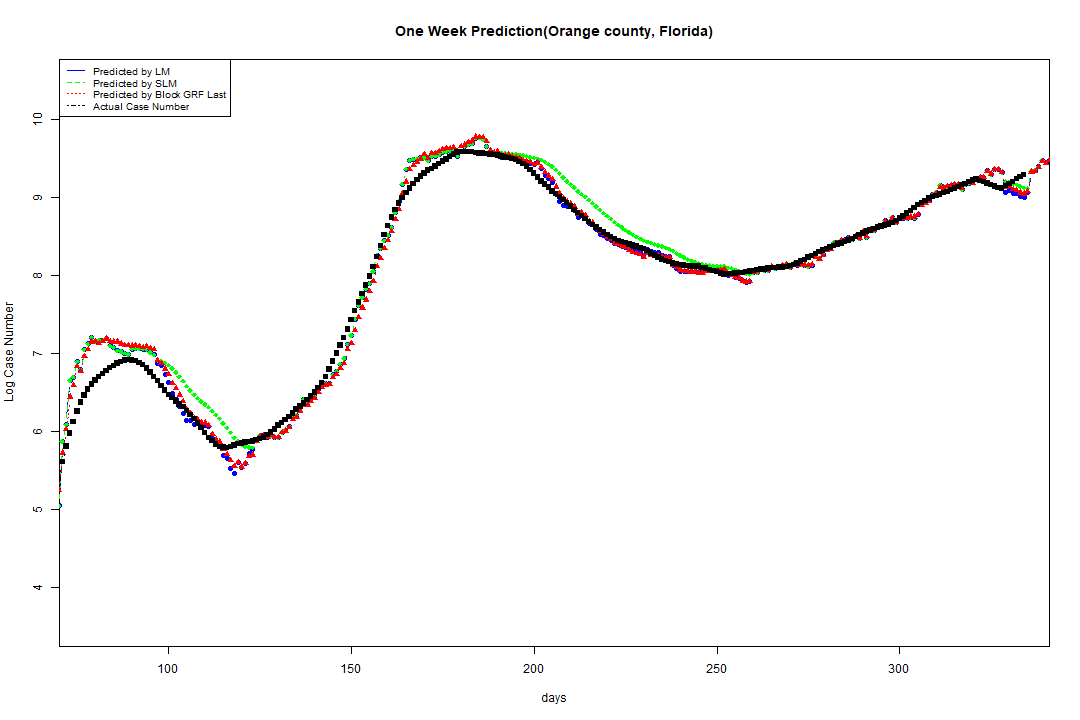 One Week Prediction(Orange county, Florida)
Predicted by LM
Predicted by SLM
Predicted by Block GRF Last
Actual Case Number
10
9
8
7
6
5
4
Log Case Number
100 150 200 250 300
days